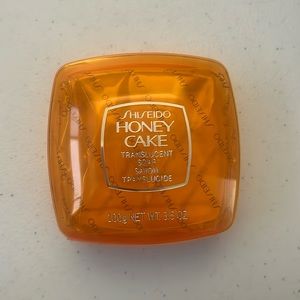 SHISEIDO
HONEY
CAKE
TRANSLUCENT
SOAP
SAVON
TRANSLUCIDE
100g NET WT. 3.5 OZ.